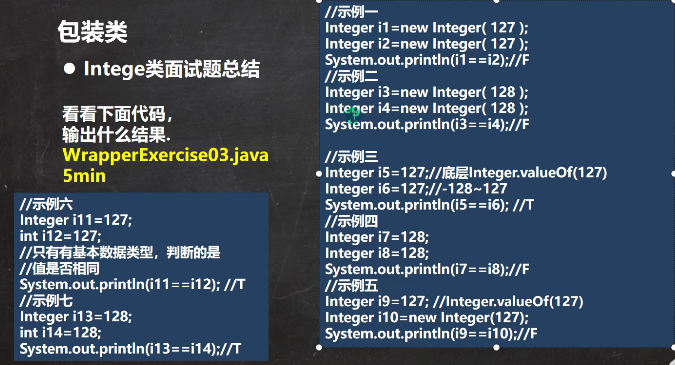 包装类
● Intege类面试题总结
看看下面代码，
输出什么结果.
WrapperExercise03.java
5min
//示例六
Integer i11=127;
int i12=127;
//只有有基本数据类型，判断的是
//值是否相同
System.out.println(i11==i12); //T
//示例七
Integer i13=128;
int i14=128;
System.out.println(i13==i14);//T
//示例一
Integer i1=new Integer( 127 );
Integer i2=new Integer( 127 );
System.out.println(i1==i2);//F
//示例二
Integer i3=new Integer( 128 );
Integer i4=new Integer( 128 );
System.out.println(i3==i4);//F
//示例三
Integer i5=127;//底层Integer.valueOf(127)
Integer i6=127;//-128~127
System.out.println(i5==i6); //T
//示例四
Integer i7=128;
Integer i8=128;
System.out.println(i7==i8);//F
//示例五
Integer i9=127; //Integer.valueOf(127)
Integer i10=new Integer(127);
System.out.println(i9==i10);//F